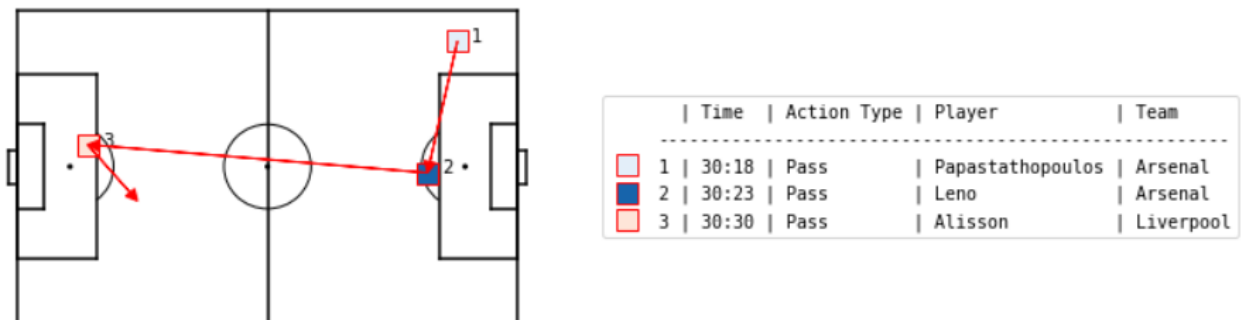 1
3
2
| Time | Action Type | Player | Team
------------------------------------------------------------
1 | 30:18 | Pass | Papastathopoulos | Arsenal
2 | 30:23 | Pass | Leno | Arsenal
3 | 30:30 | Pass | Alisson | Liverpool